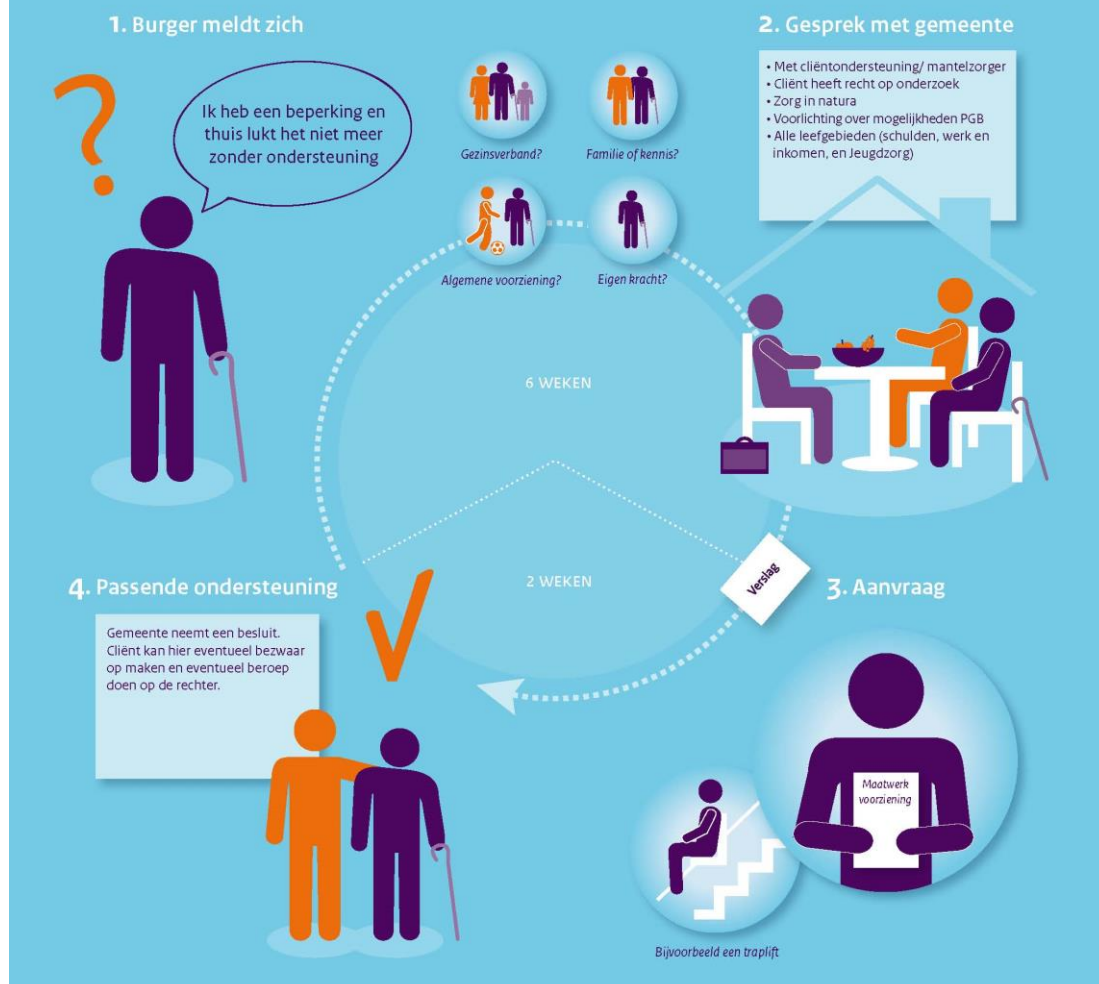 1. Burger meldt zich
Ik heb een beperking en
thuis lukt het niet meer
zonder ondersteuning
Gezinsverband?
Familie of kennis?
Algemene voorziening?
Eigen kracht?
2. Gesprek met gemeente
• Met cliëntondersteuning/ mantelzorger
• Cliënt heeft recht op onderzoek
• Zorg in natura
• Voorlichting over mogelijkheden PGB
• Alle leefgebieden (schulden, werk en
inkomen, en Jeugdzorg)
6 WEKEN
2 WEKEN
Verslag
3. Aanvraag
Maatwerk
voorziening
Bijvoorbeeld een traplift
4. Passende ondersteuning
Gemeente neemt een besluit.
Cliënt kan hier eventueel bezwaar
op maken en eventueel beroep
doen op de rechter.